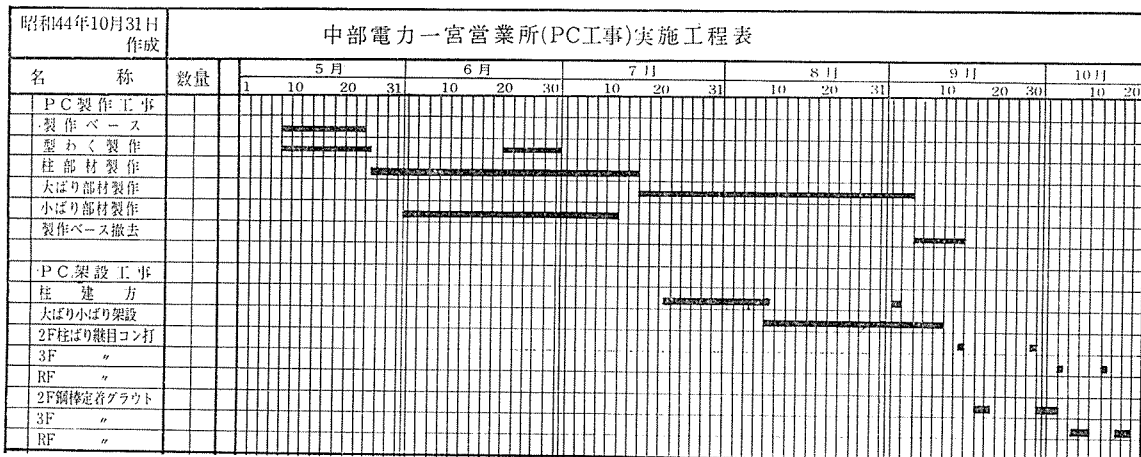 昭和44年10月31日
作成
中部電力一宮営業所(PC工事)実施工程表
名 称 数量 5月 6月 7月 8月 9月 10月
1 10 20 31 10 20 30 10 20 31 10 20 31 10 20 30 10 20
PC製作工事
製作ベース
型わく製作
柱部材製作
大ばり部材製作
小ばり部材製作
製作ベース撤去
PC架設工事
柱建方
大ばり小ばり架設
2F柱ばり継目コン打
3F 〃
RF 〃
2F鋼棒定着グラウト
3F 〃
RF 〃